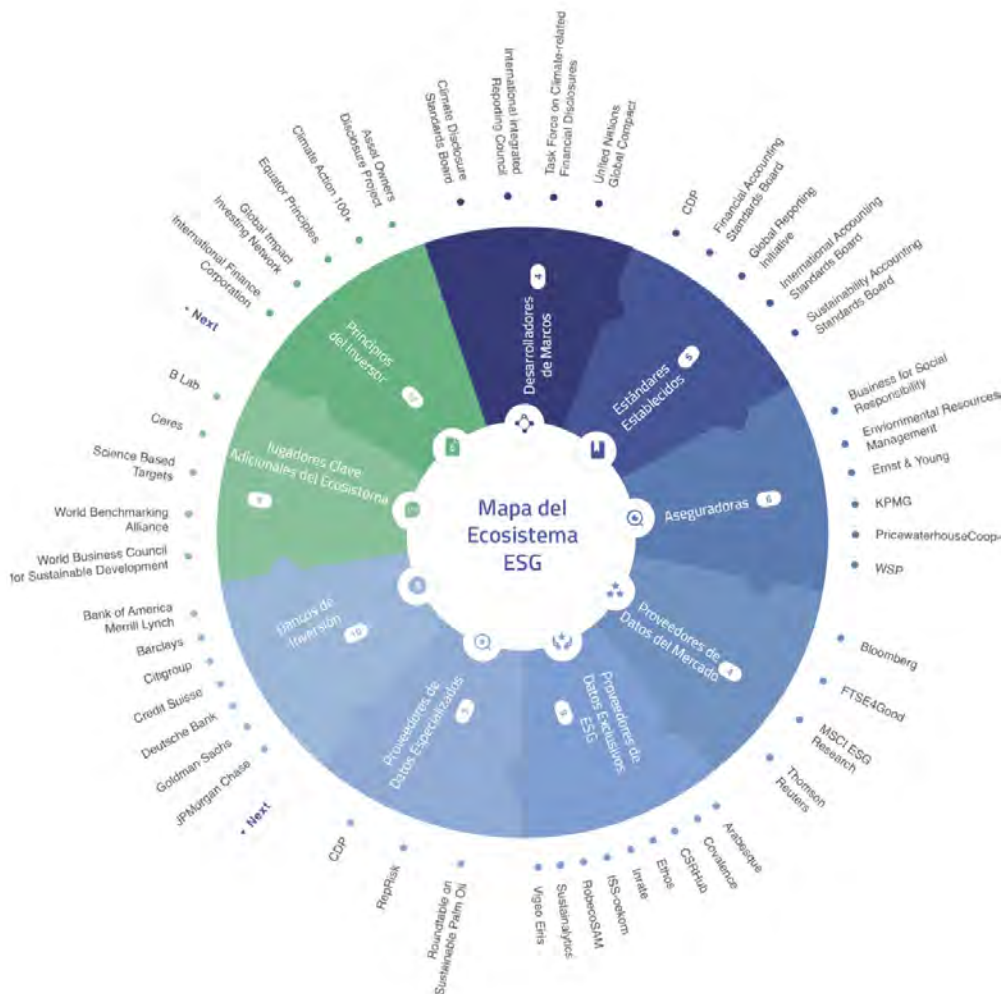 Mapa del
Ecosistema
ESG
Desarrolladores
de Marcos
4
Climate Disclosure
Standards Board
International Integrated
Reporting Council
Task Force on Climate-related
Financial Disclosures
United Nations
Global Compact
Estándares
Establecidos
5
CDP
Financial Accounting
Standards Board
Global Reporting
Initiative
International Accounting
Standards Board
Sustainability Accounting
Standards Board
Aseguradoras
6
Business for Social
Responsibility
Enviornmental Resources
Management
Ernst & Young
KPMG
PricewaterhouseCoop
WSP
Proveedores de
Datos del Mercado
4
Bloomberg
FTSE4Good
MSCI ESG
Research
Thomson
Reuters
Proveedores de
Datos Exclusivos
ESG
9
Arabesque
Covalence
CSRHub
Ethos
Inrate
ISS-oekom
RobecoSAM
Sustainalytics
Vigeo Eiris
Proveedores de
Datos Especializados
3
Roundtable on
Sustainable Palm Oil
RepRisk
CDP
Bancos de
Inversión
10
Next
JPMorgan Chase
Goldman Sachs
Deutsche Bank
Credit Suisse
Citigroup
Barclays
Bank of America
Merrill Lynch
Jugadores Clave
Adicionales del Ecosistema
World Business Council
for Sustainable Development
World Benchmarking
Alliance
Science Based
Targets
Ceres
B Lab
Principios
del Inversor
Next
International Finance
Corporation
Global Impact
Investing Network
Equator Principles
Climate Action 100+
Asset Owners
Disclosure Project